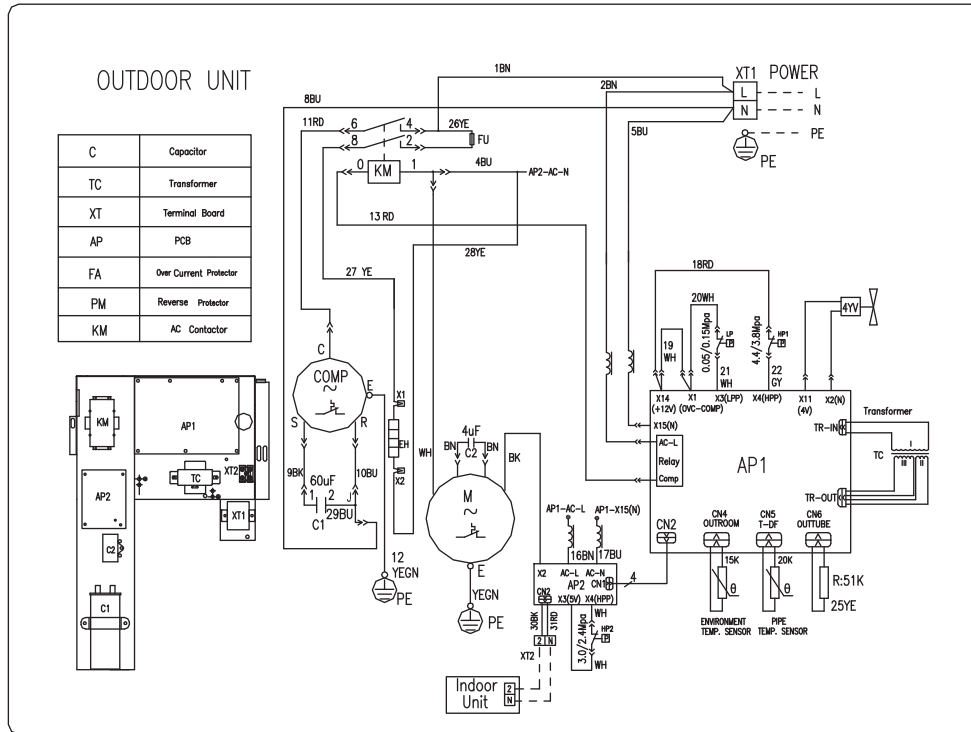 OUTDOOR UNIT
C Capacitor
TC Transformer
XT Terminal Board
AP PCB
FA Over Current Protector
PM Reverse Protector
KM AC Contactor
1BN
XT1 POWER
2BN
L L
N N
8BU
11RD
6 4 26YE
FU
8 2
5BU
PE
PE
0 KM 1 4BU AP2-AC-N
13 RD
28YE
27 YE
18RD
20WH
4YV
19 WH
0.05/0.15Mpa
LP
P
4.4/3.8Mpa
HP1
P
21 WH
22 GY
C
COMP
~
E
S R
X1
EH
X2
9BK
60uF
10BU
1 2
J
C1
29BU
12
YEGN
PE
WH
4uF
BN C2 BN
BK
M
~
E
YEGN
PE
X14 X1 X3(LPP) X4(HPP) X11 X2(N)
(+12V) (OVC-COMP) (4V)
X15(N)
AC-L
Relay
Comp
AP1
TR-IN
TR-OUT
Transformer
TC
I
III II
CN2
CN4
OUTROOM
CN5
T-DF
CN6
OUTTUBE
15K
θ
20K
θ
R:51K
25YE
ENVIRONMENT
TEMP. SENSOR
PIPE
TEMP. SENSOR
AP1-AC-L AP1-X15(N)
16BN 17BU
4
X2 AC-L AC-N
AP2 CN1
CN2
X3(5V) X4(HPP)
30BK
31RD
WH
3.0/2.4Mpa
HP2
P
WH
2 N
XT2
Indoor
Unit
2
N
KM
AP1
TC
XT2
AP2
XT1
C2
C1